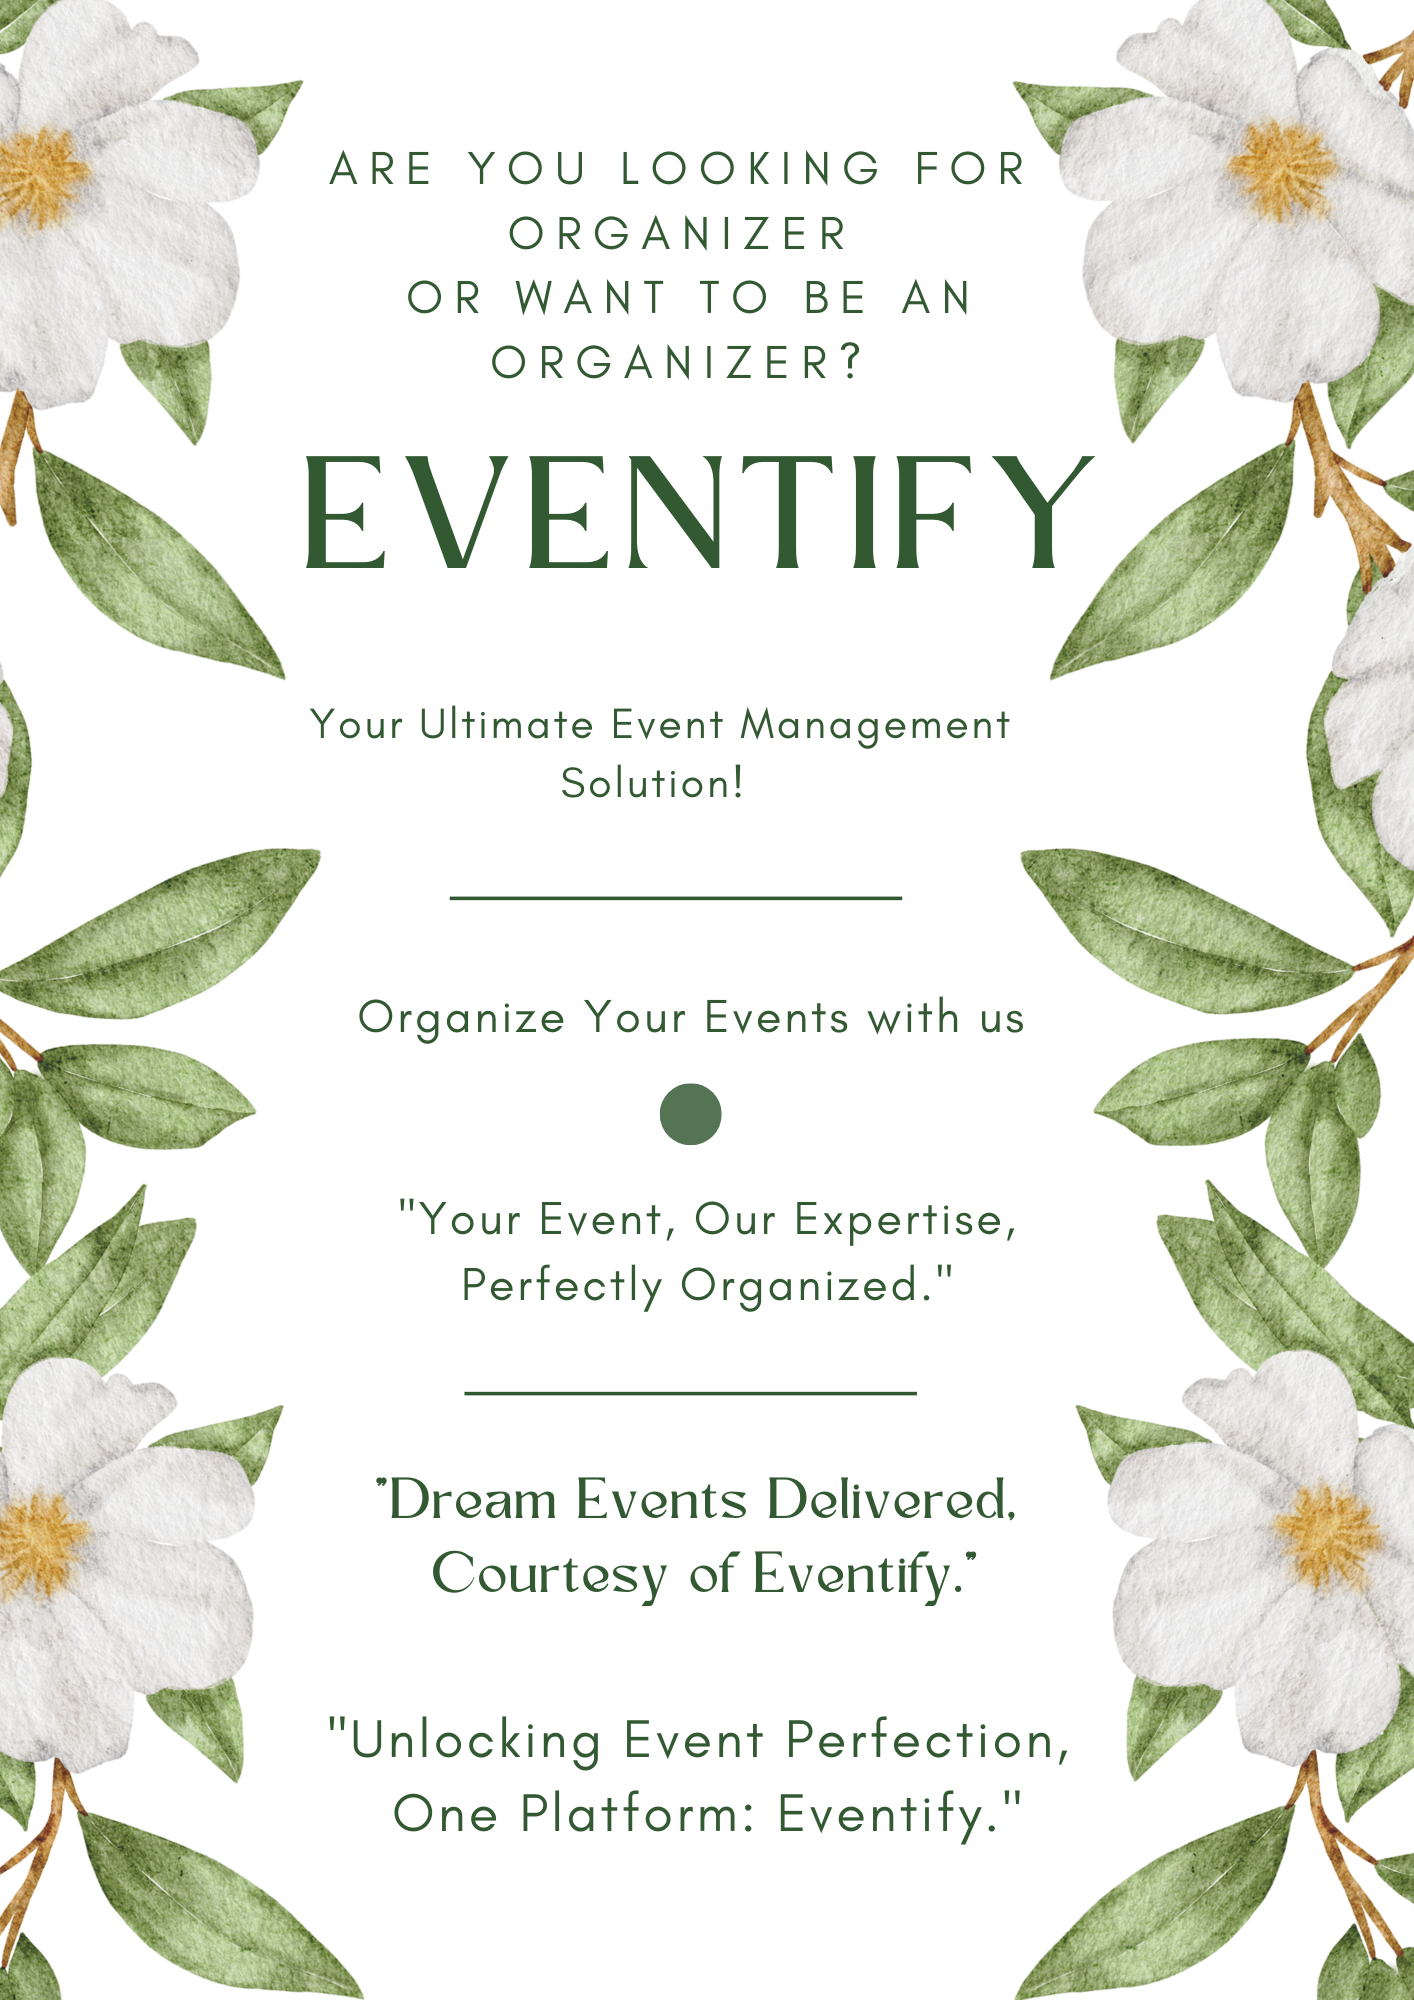 ARE YOU LOOKING FOR
ORGANIZER
OR WANT TO BE AN
ORGANIZER?
EVENTIFY
Your Ultimate Event Management
Solution!
Organize Your Events with us
"Your Event, Our Expertise,
Perfectly Organized."
"Dream Events Delivered,
Courtesy of Eventify."
"Unlocking Event Perfection,
One Platform: Eventify."